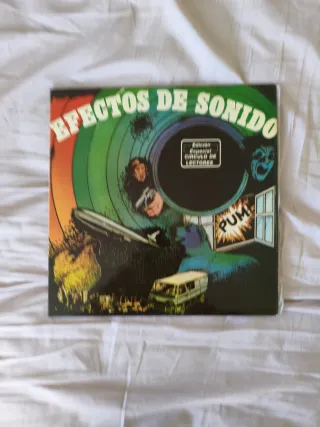 EFECTOS DE SONIDO
Edición
Especial
CIRCULO DE
LECTORES
PUM!